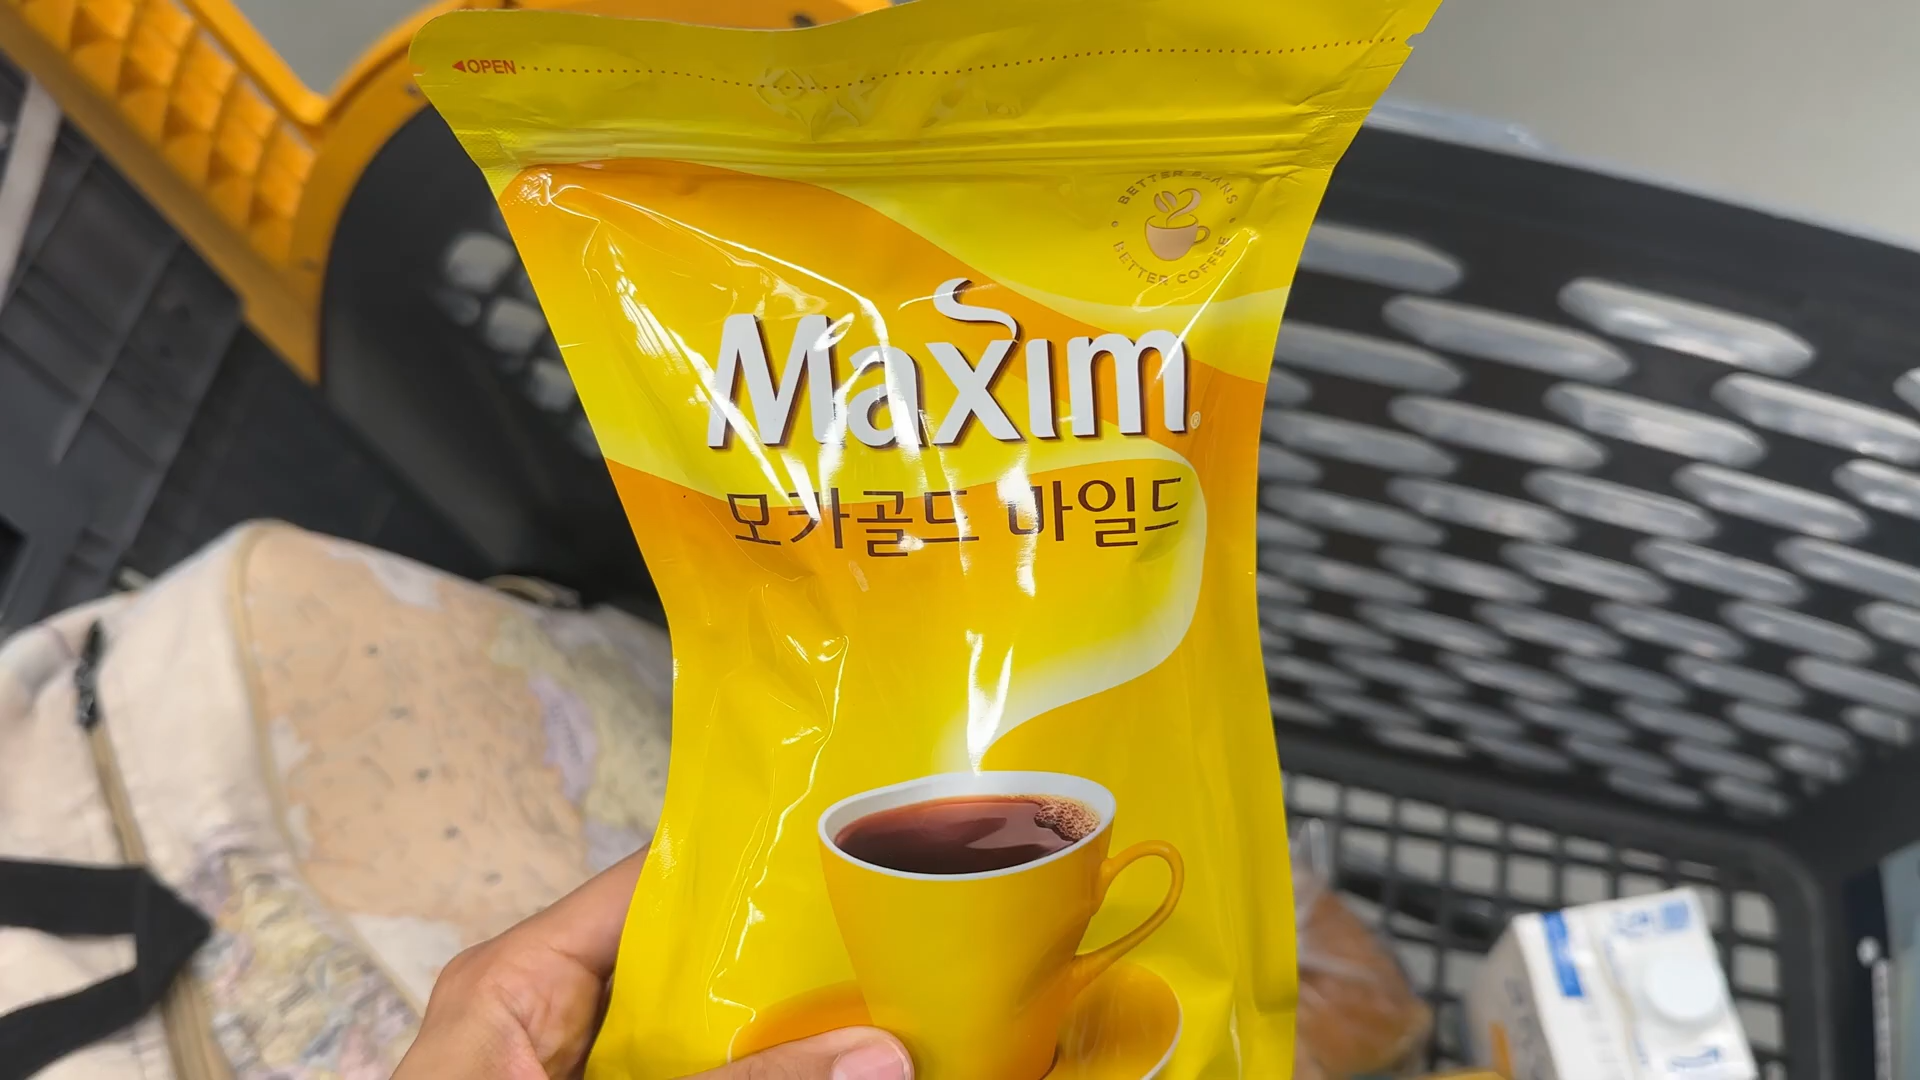 OPEN
BETTER BEANS
BETTER COFFEE
Maxim®
모카골드 마일드